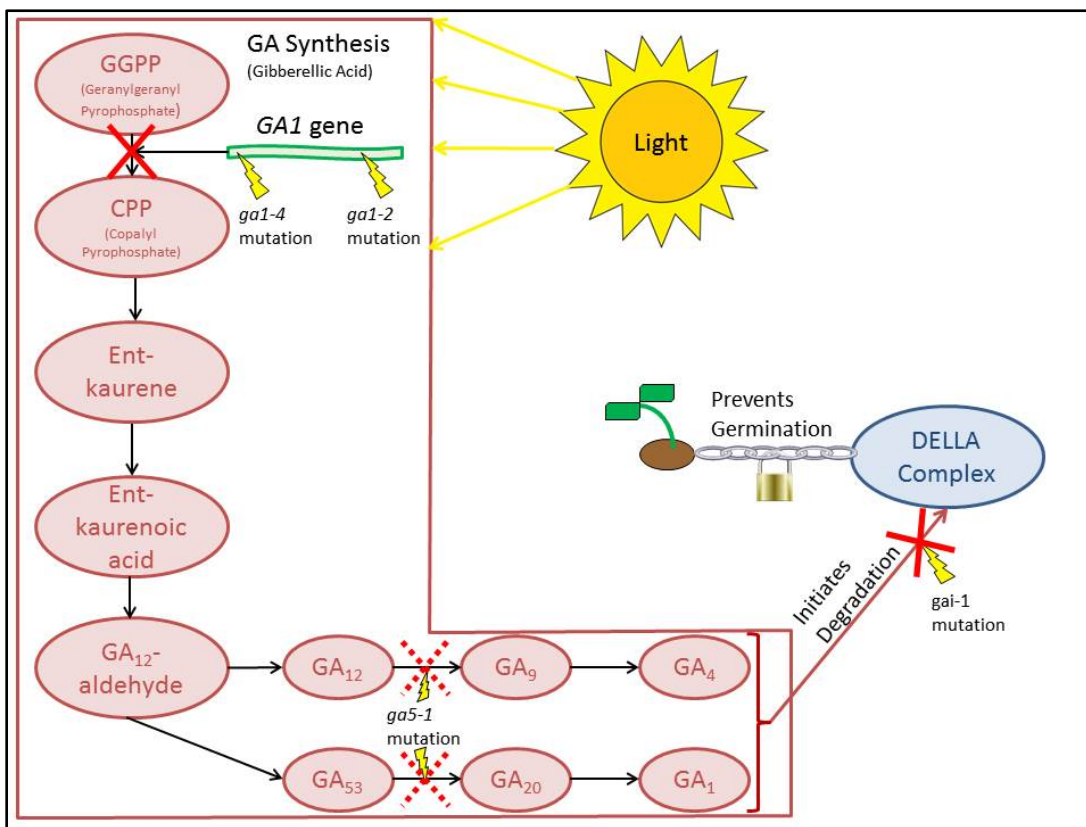 GGPP
(Geranylgeranyl
Pyrophosphate)
GA Synthesis
(Gibberellic Acid)
GA1 gene
ga1-4
mutation
ga1-2
mutation
Light
CPP
(Copalyl
Pyrophosphate)
Ent-
kaurene
Ent-
kaurenoic
acid
Prevents
Germination
DELLA
Complex
Initiates
Degradation
gai-1
mutation
GA₁₂-
aldehyde
GA₁₂
GA₉
GA₄
ga5-1
mutation
GA₅₃
GA₂₀
GA₁